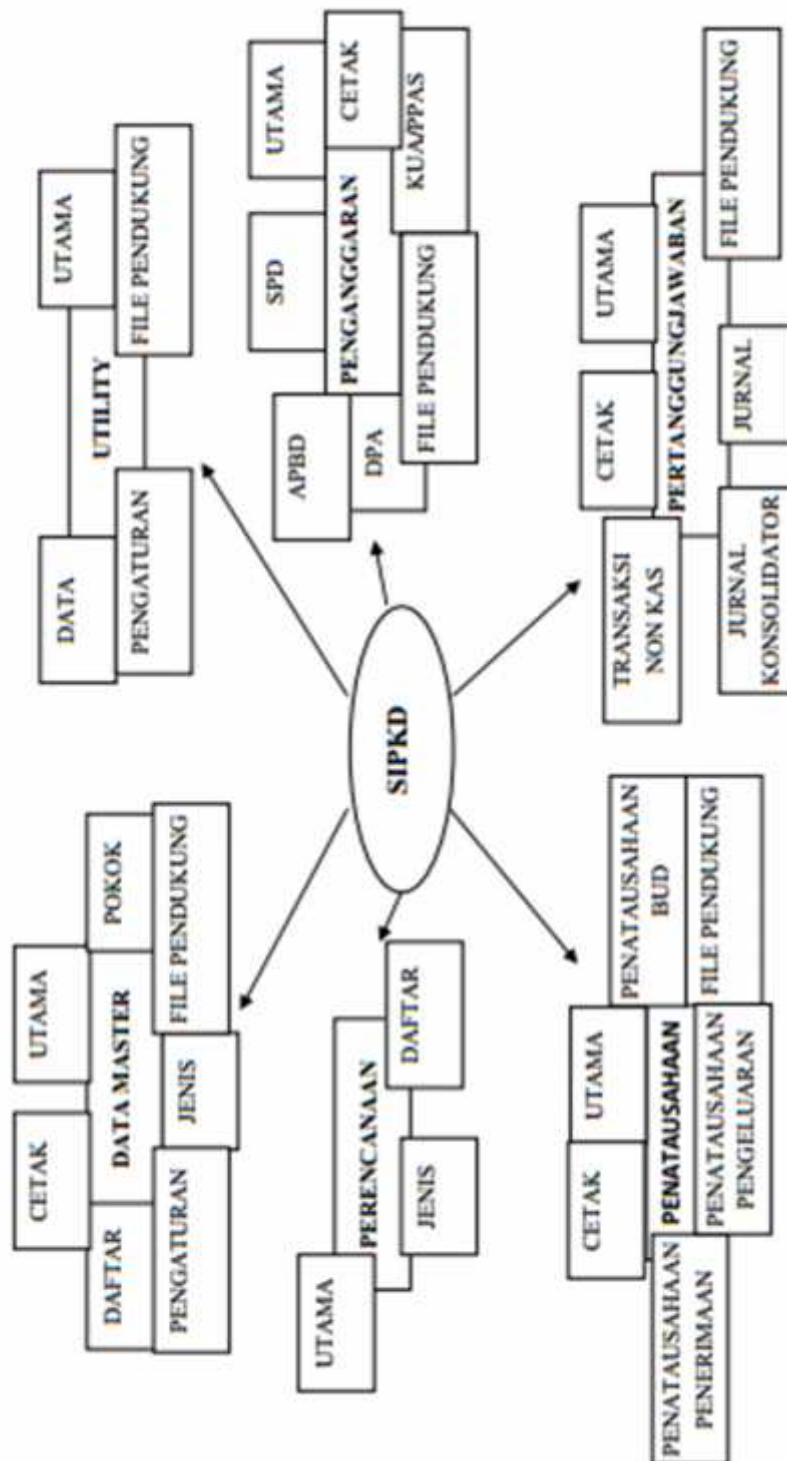 CETAK
UTAMA
DAFTAR
DATA MASTER
POKOK
PENGATURAN
JENIS
FILE PENDUKUNG
DATA
UTAMA
UTILITY
PENGATURAN
FILE PENDUKUNG
UTAMA
PERENCANAAN
JENIS
DAFTAR
SIPKD
APBD
SPD
UTAMA
DPA
PENGANGGARAN
CETAK
FILE PENDUKUNG
KUA/PPAS
CETAK
UTAMA
PENATAUSAHAAN
PENERIMAAN
PENATAUSAHAAN
PENATAUSAHAAN
BUD
PENATAUSAHAAN
PENGELUARAN
FILE PENDUKUNG
TRANSAKSI
NON KAS
CETAK
UTAMA
PERTANGGUNGJAWABAN
JURNAL
KONSOLIDATOR
JURNAL
FILE PENDUKUNG